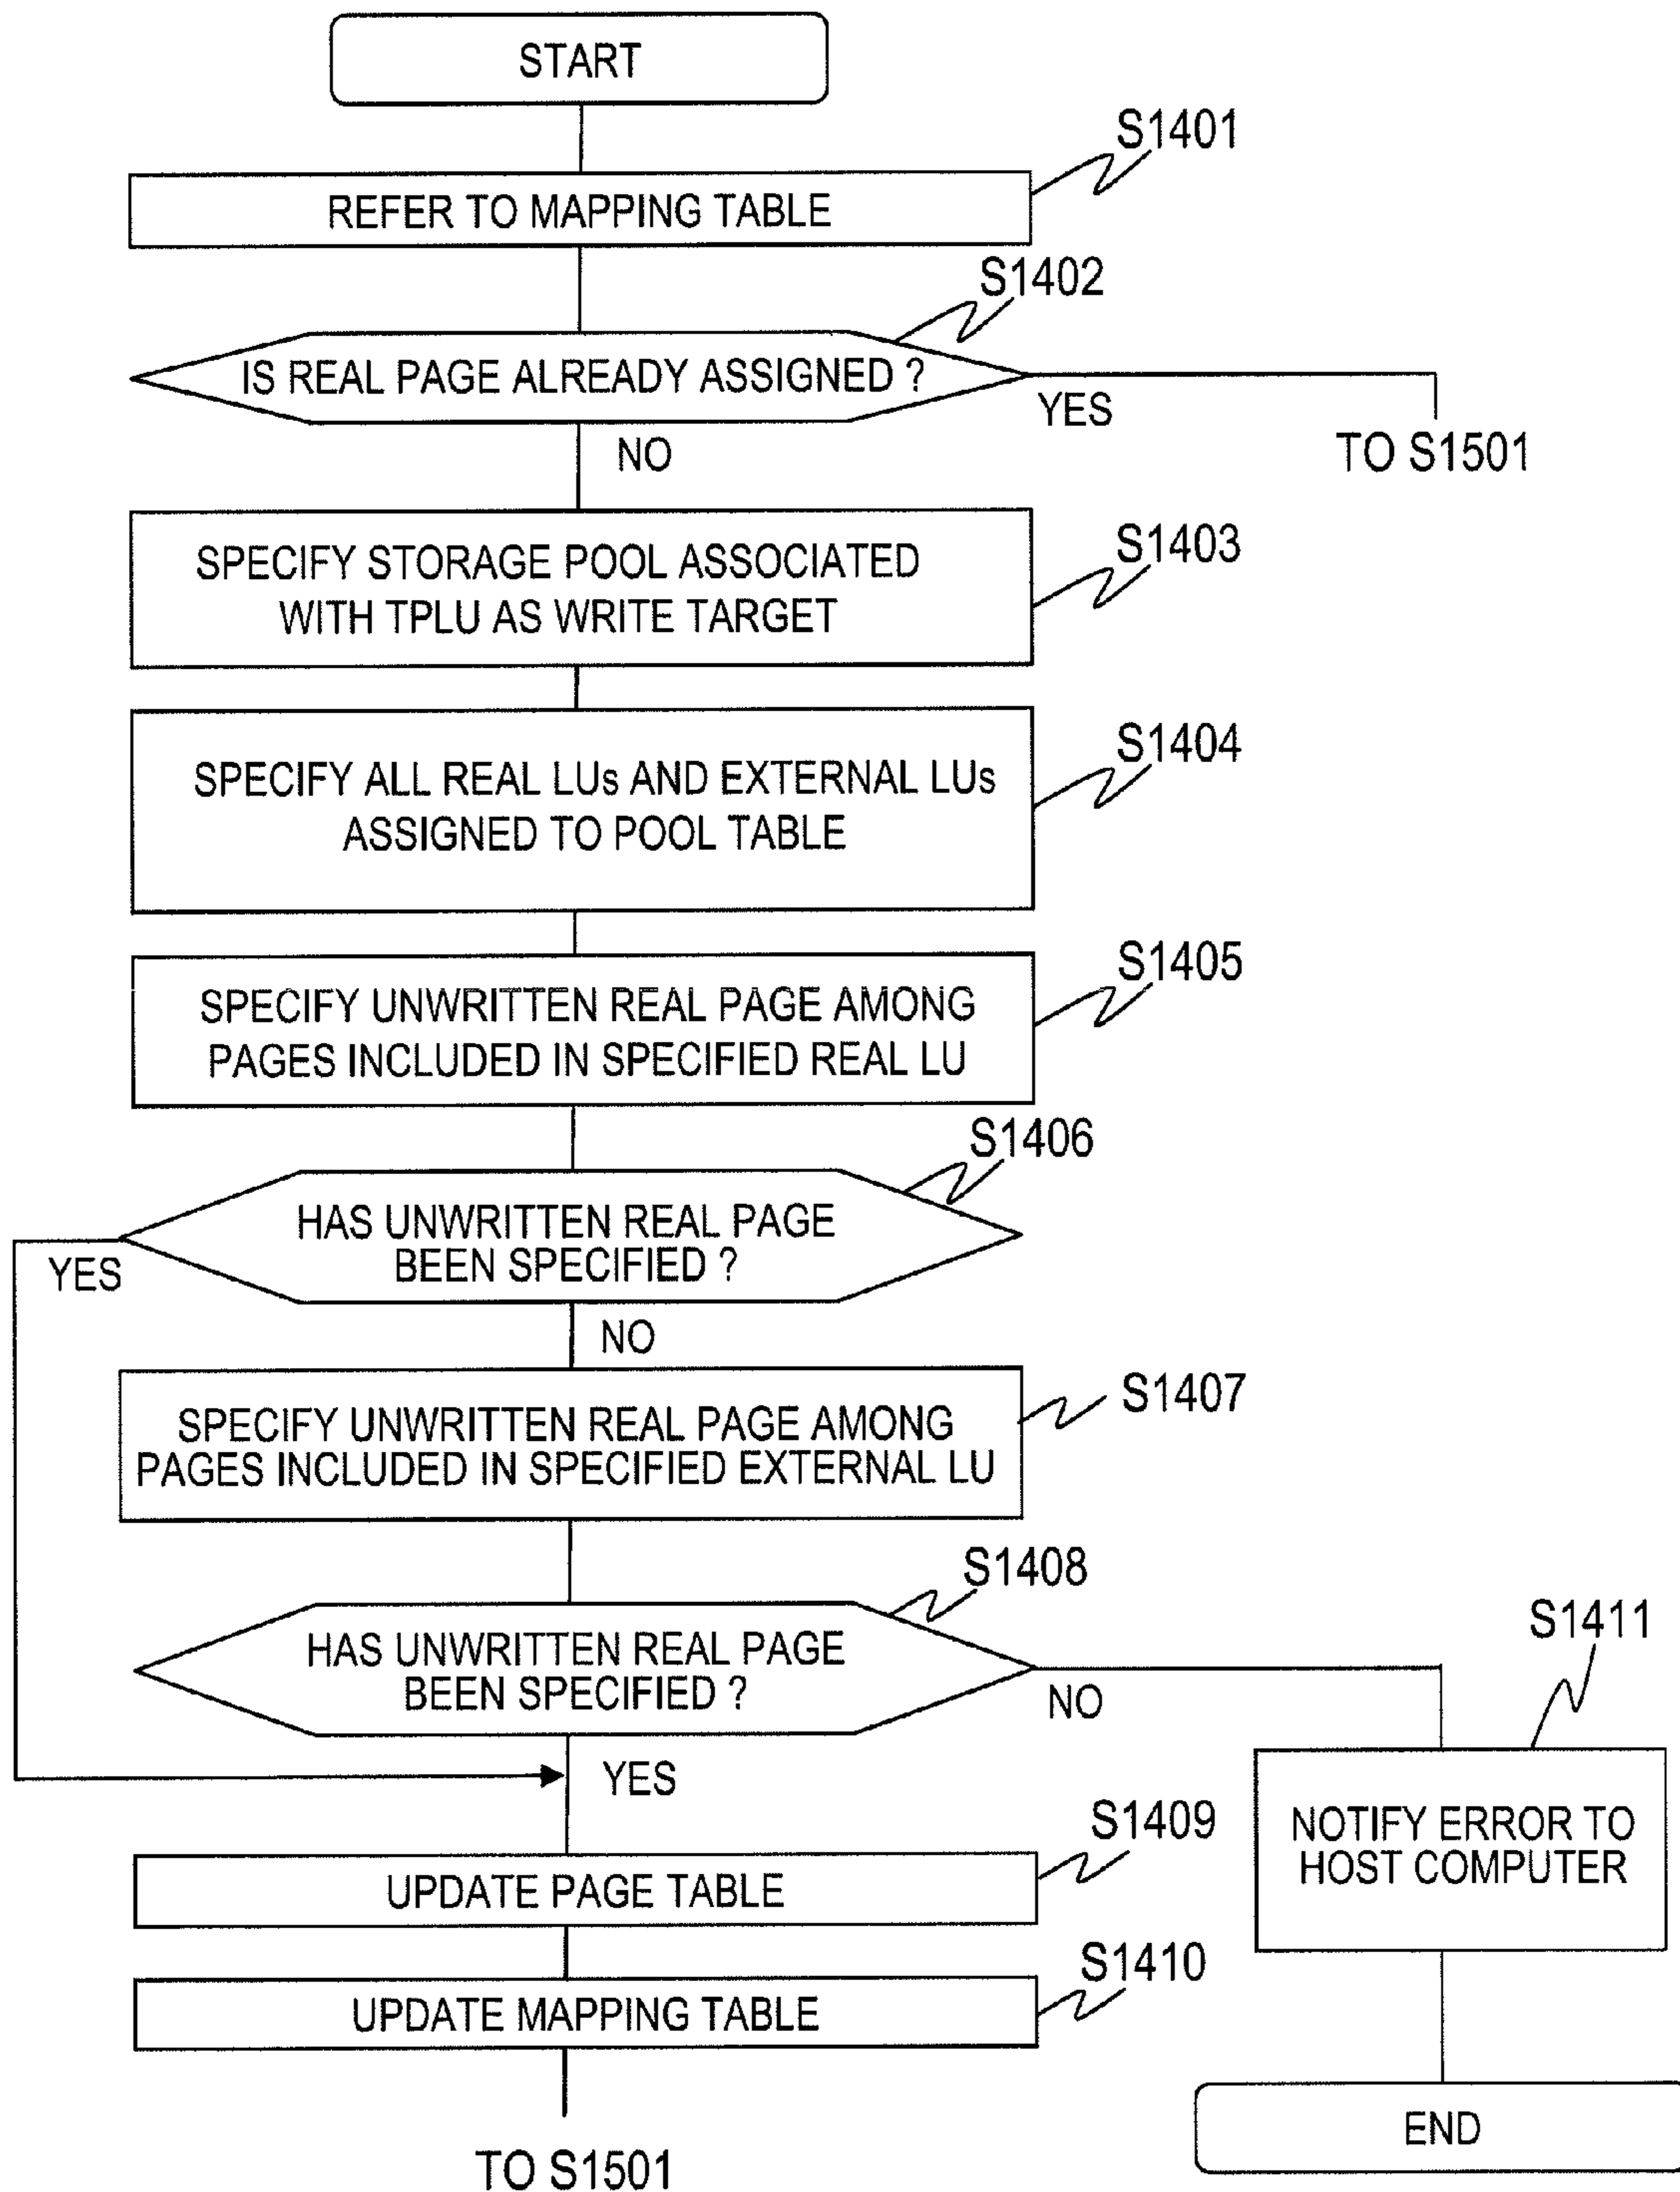 START
S1401
REFER TO MAPPING TABLE
S1402
IS REAL PAGE ALREADY ASSIGNED ?
YES
NO
TO S1501
SPECIFY STORAGE POOL ASSOCIATED
WITH TPLU AS WRITE TARGET
S1403
SPECIFY ALL REAL LUs AND EXTERNAL LUs
ASSIGNED TO POOL TABLE
S1404
SPECIFY UNWRITTEN REAL PAGE AMONG
PAGES INCLUDED IN SPECIFIED REAL LU
S1405
S1406
HAS UNWRITTEN REAL PAGE
BEEN SPECIFIED ?
YES
NO
SPECIFY UNWRITTEN REAL PAGE AMONG
PAGES INCLUDED IN SPECIFIED EXTERNAL LU
S1407
S1408
HAS UNWRITTEN REAL PAGE
BEEN SPECIFIED ?
NO
YES
S1411
NOTIFY ERROR TO
HOST COMPUTER
S1409
UPDATE PAGE TABLE
S1410
UPDATE MAPPING TABLE
END
TO S1501